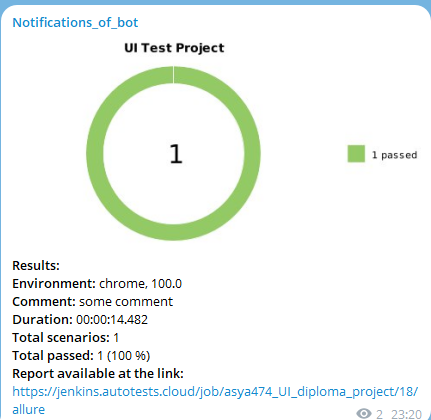 Notifications_of_bot
UI Test Project
1
1 passed
Results:
Environment: chrome, 100.0
Comment: some comment
Duration: 00:00:14.482
Total scenarios: 1
Total passed: 1 (100 %)
Report available at the link:
https://jenkins.autotests.cloud/job/asya474_UI_diploma_project/18/
allure
2 23:20